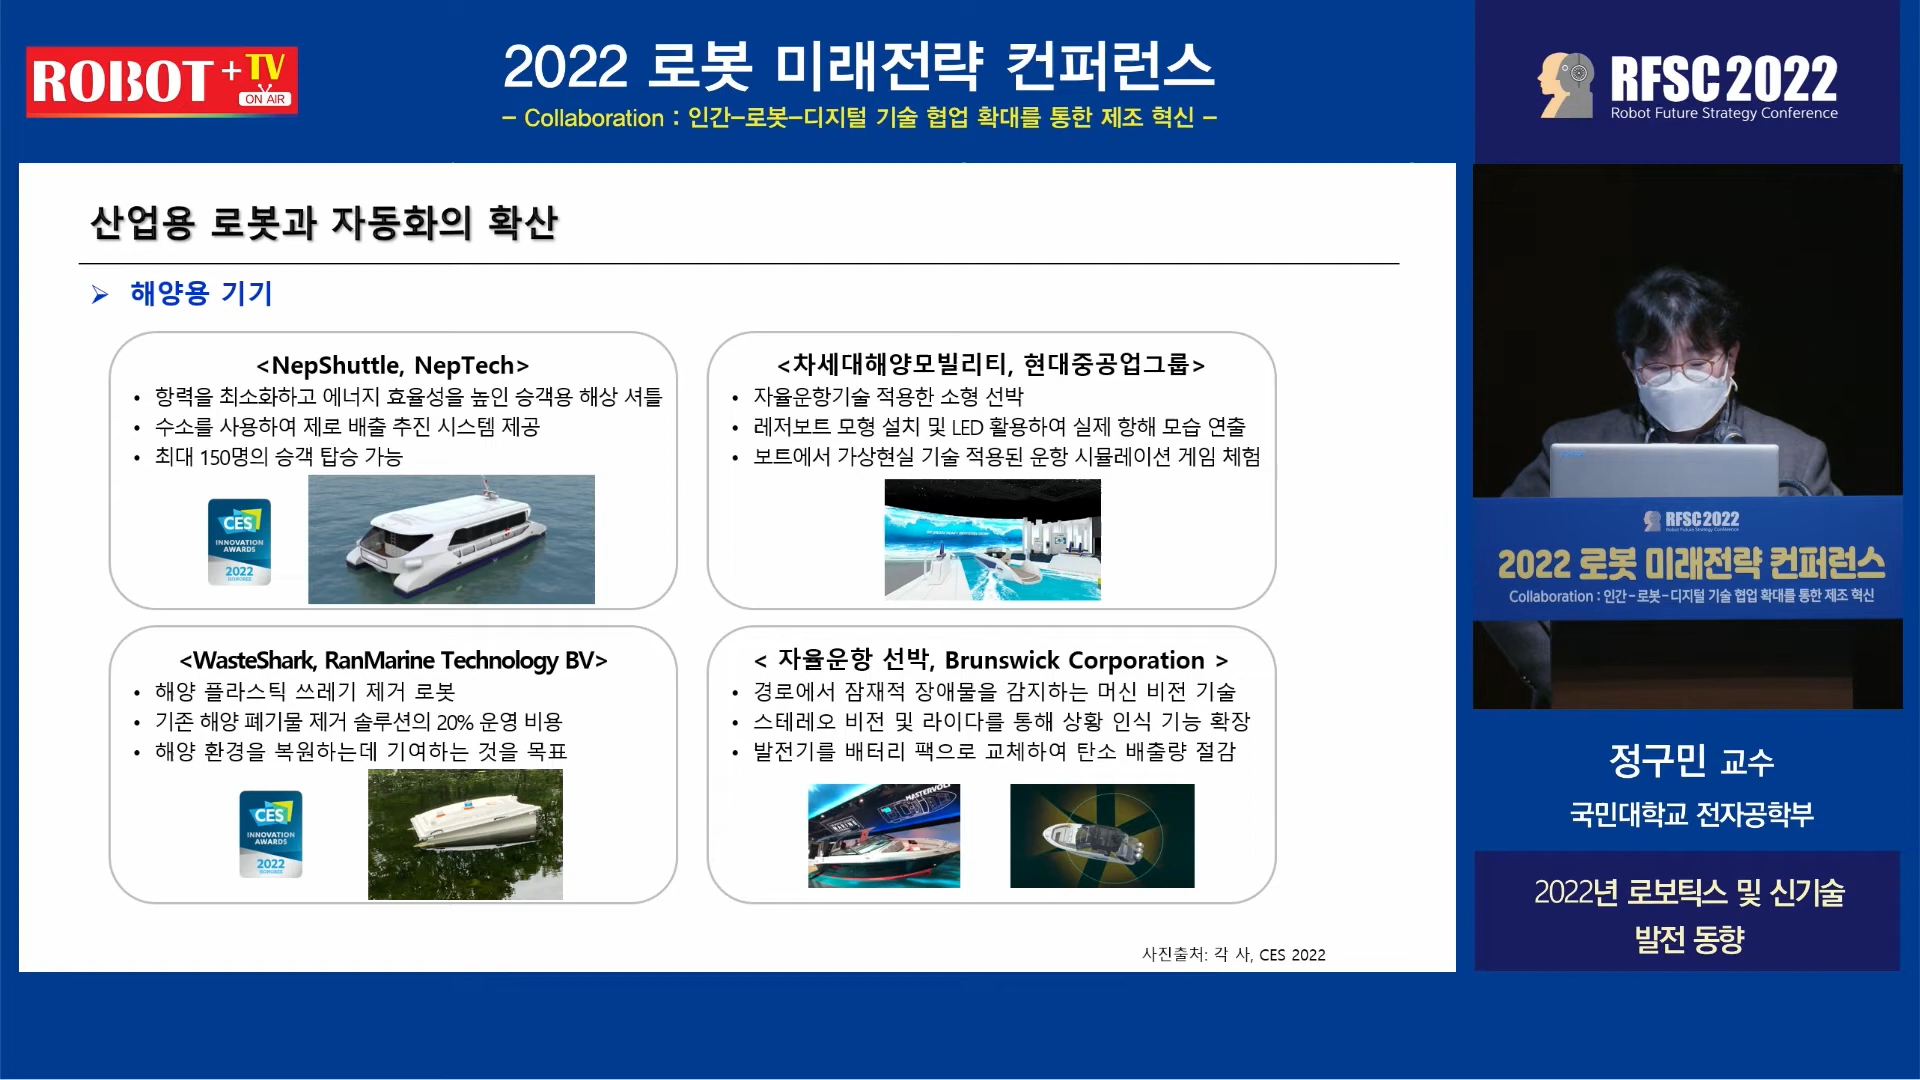 ROBOT + TV
ON AIR
2022 로봇 미래전략 컨퍼런스
– Collaboration : 인간–로봇–디지털 기술 협업 확대를 통한 제조 혁신 –
RFSC 2022
Robot Future Strategy Conference
산업용 로봇과 자동화의 확산
➢ 해양용 기기
<NepShuttle, NepTech>
• 항력을 최소화하고 에너지 효율성을 높인 승객용 해상 셔틀
• 수소를 사용하여 제로 배출 추진 시스템 제공
• 최대 150명의 승객 탑승 가능
CES
INNOVATION
AWARDS
2022
HONOREE
<차세대해양모빌리티, 현대중공업그룹>
• 자율운항기술 적용한 소형 선박
• 레저보트 모형 설치 및 LED 활용하여 실제 항해 모습 연출
• 보트에서 가상현실 기술 적용된 운항 시뮬레이션 게임 체험
<WasteShark, RanMarine Technology BV>
• 해양 플라스틱 쓰레기 제거 로봇
• 기존 해양 폐기물 제거 솔루션의 20% 운영 비용
• 해양 환경을 복원하는데 기여하는 것을 목표
CES
INNOVATION
AWARDS
2022
HONOREE
< 자율운항 선박, Brunswick Corporation >
• 경로에서 잠재적 장애물을 감지하는 머신 비전 기술
• 스테레오 비전 및 라이다를 통해 상황 인식 기능 확장
• 발전기를 배터리 팩으로 교체하여 탄소 배출량 절감
MASTERVOLT
사진출처: 각 사, CES 2022
RFSC 2022
Robot Future Strategy Conference
2022 로봇 미래전략 컨퍼런스
Collaboration : 인간-로봇-디지털 기술 협업 확대를 통한 제조 혁신
정구민 교수
국민대학교 전자공학부
2022년 로보틱스 및 신기술
발전 동향